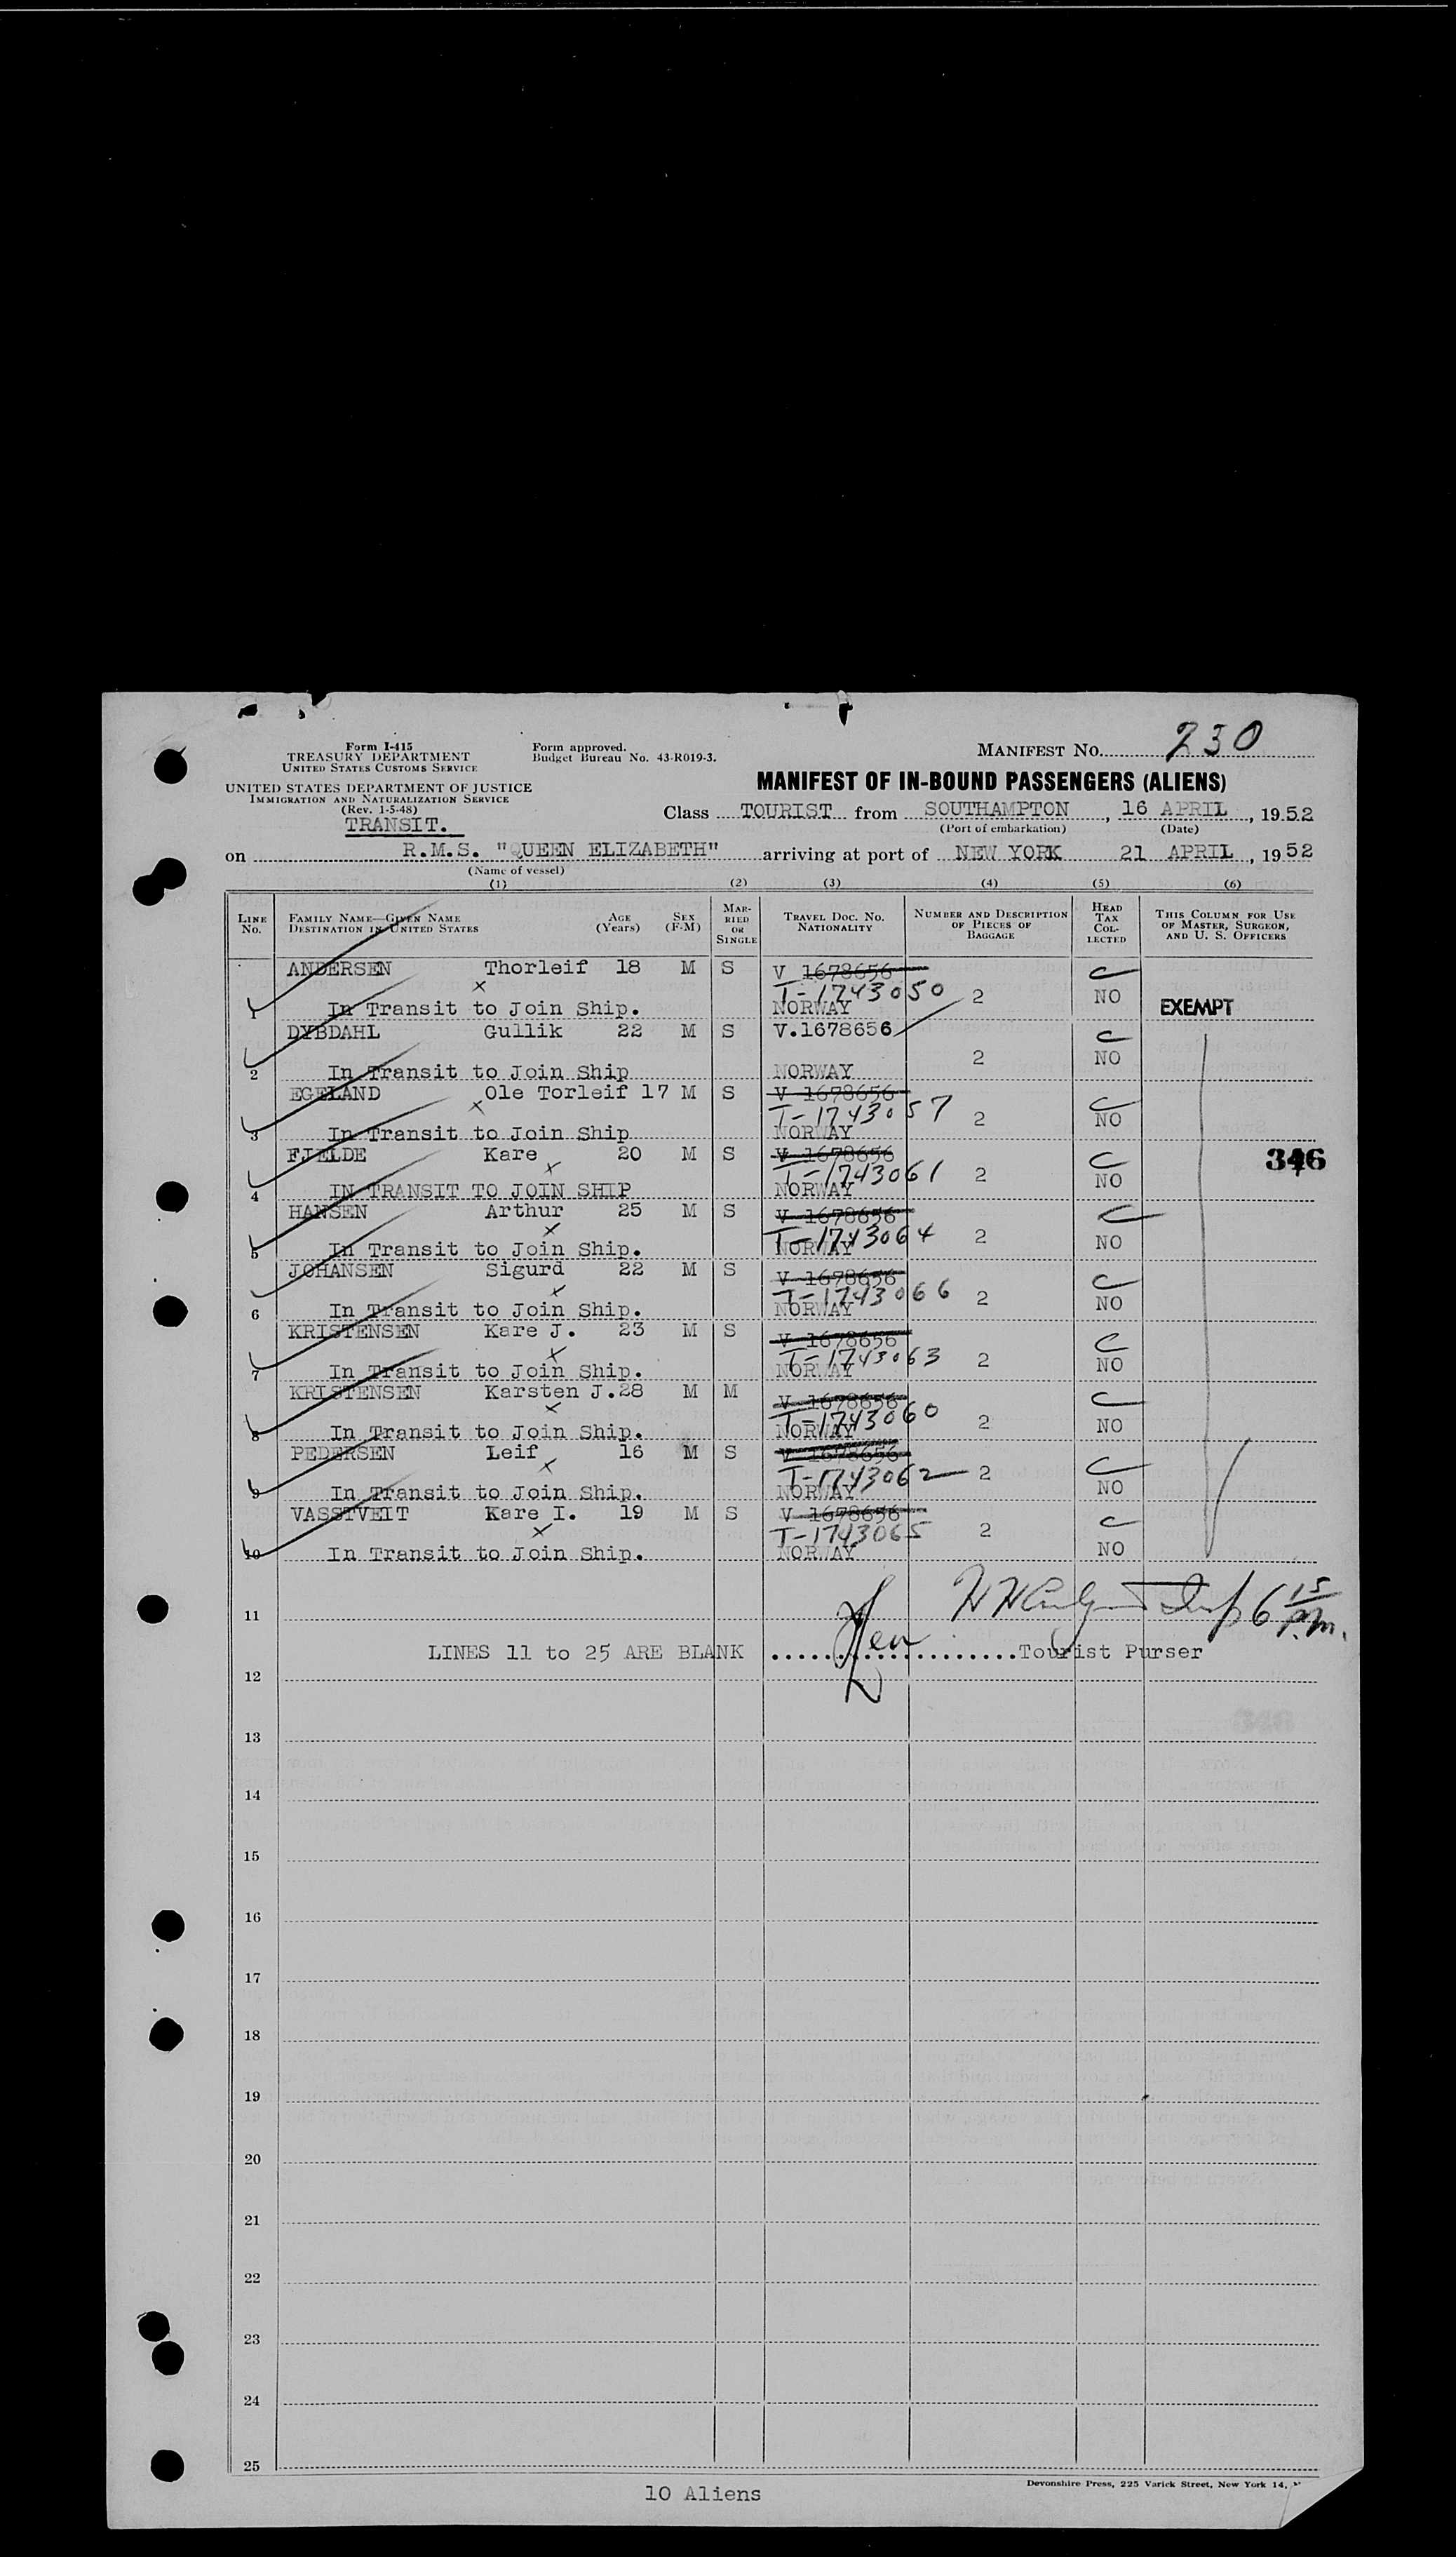 Form I-415
TREASURY DEPARTMENT
UNITED STATES CUSTOMS SERVICE
UNITED STATES DEPARTMENT OF JUSTICE
IMMIGRATION AND NATURALIZATION SERVICE
(Rev. 1-5-48)
TRANSIT.
Form approved.
Budget Bureau No. 43-R019-3.
MANIFEST NO. 230
MANIFEST OF IN-BOUND PASSENGERS (ALIENS)
Class TOURIST from SOUTHAMPTON, 16 APRIL, 1952
(Port of embarkation) (Date)
on R.M.S. "QUEEN ELIZABETH" arriving at port of NEW YORK 21 APRIL, 1952
(Name of vessel)
(1) (2) (3) (4) (5) (6)
LINE NO. FAMILY NAME—GIVEN NAME DESTINATION IN UNITED STATES AGE (Years) SEX (F-M) MARRIED OR SINGLE TRAVEL DOC. NO. NATIONALITY NUMBER AND DESCRIPTION OF PIECES OF BAGGAGE HEAD TAX COLLECTED THIS COLUMN FOR USE OF MASTER, SURGEON, AND U. S. OFFICERS
ANDERSEN Thorleif 18 M S V 1678656 C
x T-1743050
1 In Transit to Join Ship. NORWAY 2 NO EXEMPT
DYBDAHL Gullik 22 M S V.1678656 C
2 In Transit to Join Ship NORWAY 2 NO
EGELAND Ole Torleif 17 M S V 1678656 C
x T-1743057
3 In Transit to Join Ship NORWAY 2 NO
FJELDE Kare 20 M S V 1678656 C 346
x T-1743061
4 IN TRANSIT TO JOIN SHIP NORWAY 2 NO
HANSEN Arthur 25 M S V 1678656 C
x T-1743064
5 In Transit to Join Ship. NORWAY 2 NO
JOHANSEN Sigurd 22 M S V 1678656 C
x T-1743066
6 In Transit to Join Ship. NORWAY 2 NO
KRISTENSEN Kare J. 23 M S V 1678656 C
x T-1743063
7 In Transit to Join Ship. NORWAY 2 NO
KRISTENSEN Karsten J. 28 M M V 1678656 C
x T-1743060
8 In Transit to Join Ship. NORWAY 2 NO
PEDERSEN Leif 16 M S V 1678656 C
x T-1743062
9 In Transit to Join Ship. NORWAY 2 NO
VASSTVEIT Kare I. 19 M S V 1678656 C
x T-1743065
10 In Transit to Join Ship. NORWAY 2 NO
6 15 P.M.
11
LINES 11 to 25 ARE BLANK Tourist Purser
12
13
14
15
16
17
18
19
20
21
22
23
24
25
10 Aliens
Devonshire Press, 225 Varick Street, New York 14,